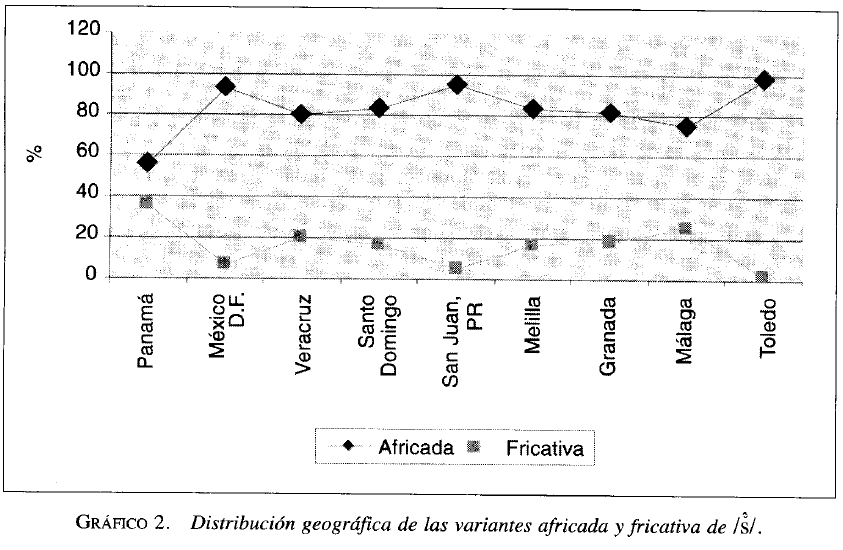 120
100
80
60
40
20
0
%
Panamá
México
D.F.
Veracruz
Santo
Domingo
San Juan,
PR
Melilla
Granada
Málaga
Toledo
Africada
Fricativa
GRÁFICO 2. Distribución geográfica de las variantes africada y fricativa de /ŝ/.